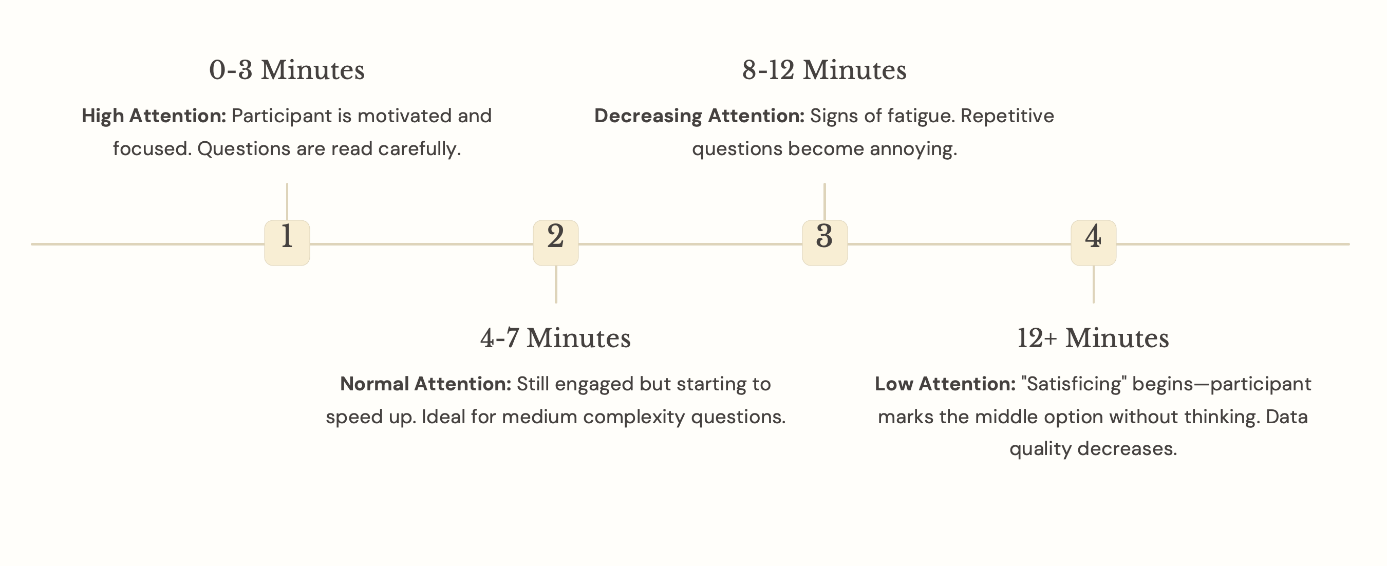 0-3 Minutes
High Attention: Participant is motivated and
focused. Questions are read carefully.
8-12 Minutes
Decreasing Attention: Signs of fatigue. Repetitive
questions become annoying.
1
2
3
4
4-7 Minutes
Normal Attention: Still engaged but starting to
speed up. Ideal for medium complexity questions.
12+ Minutes
Low Attention: "Satisficing" begins—participant
marks the middle option without thinking. Data
quality decreases.